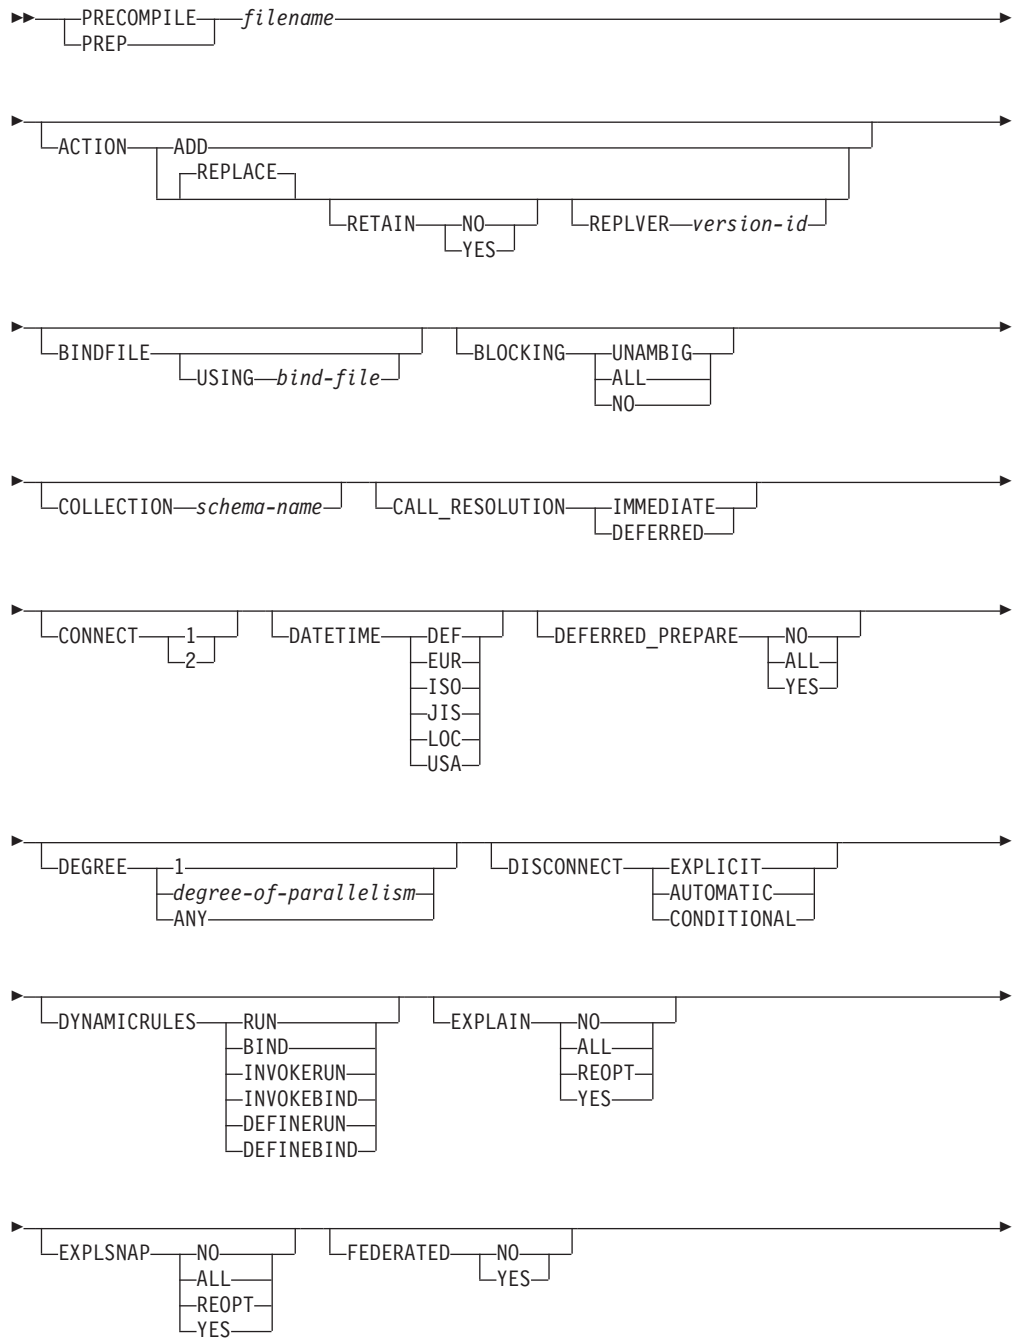 PRECOMPILE filename
PREP
ACTION ADD
REPLACE
RETAIN NO REPLVER version-id
YES
BINDFILE BLOCKING UNAMBIG
USING bind-file ALL
NO
COLLECTION schema-name CALL_RESOLUTION IMMEDIATE
DEFERRED
CONNECT 1 DATETIME DEF DEFERRED_PREPARE NO
2 EUR ALL
ISO YES
JIS
LOC
USA
DEGREE 1 DISCONNECT EXPLICIT
degree-of-parallelism AUTOMATIC
ANY CONDITIONAL
DYNAMICRULES RUN EXPLAIN NO
BIND ALL
INVOKERUN REOPT
INVOKEBIND YES
DEFINERUN
DEFINEBIND
EXPLSNAP NO FEDERATED NO
ALL YES
REOPT
YES